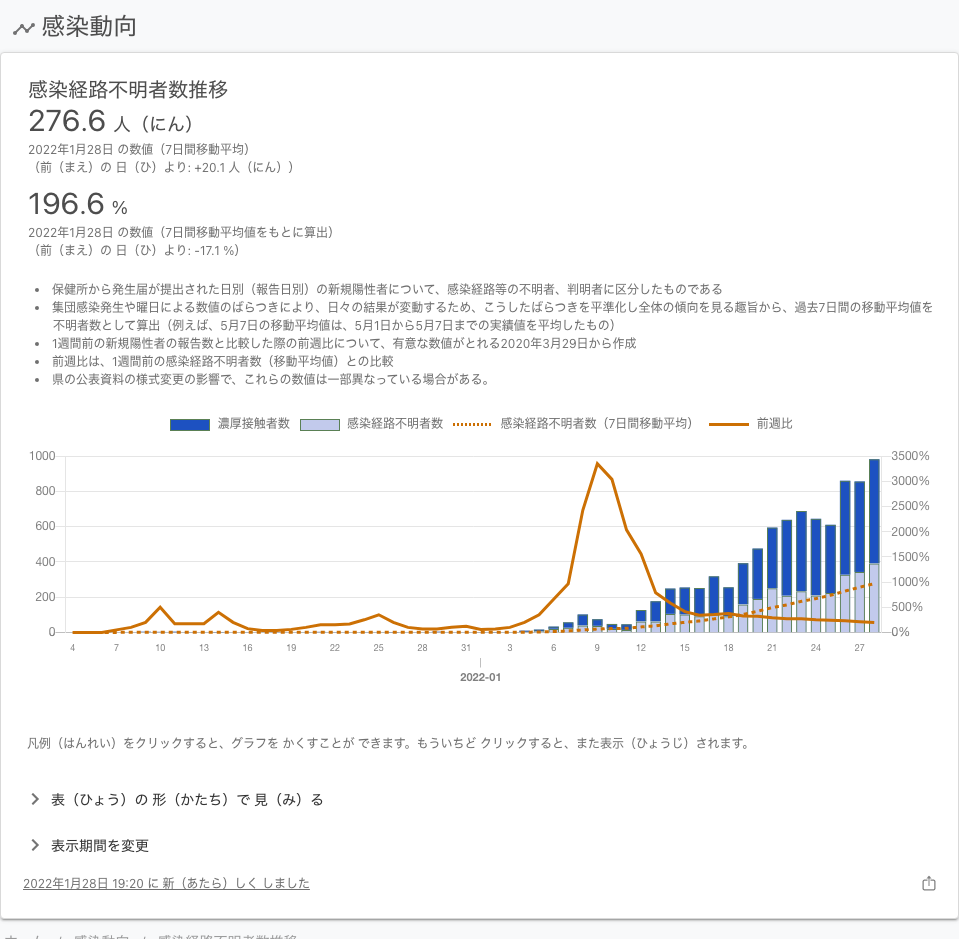 感染動向
感染経路不明者数推移
276.6 人（にん）
2022年1月28日 の数値（7日間移動平均）
（前（まえ）の 日（ひ）より: +20.1 人（にん））
196.6 %
2022年1月28日 の数値（7日間移動平均値をもとに算出）
（前（まえ）の 日（ひ）より: -17.1 %）
• 保健所から発生届が提出された日別（報告日別）の新規陽性者について、感染経路等の不明者、判明者に区分したものである
• 集団感染発生や曜日による数値のばらつきにより、日々の結果が変動するため、こうしたばらつきを平準化し全体の傾向を見る趣旨から、過去7日間の移動平均値を
不明者数として算出（例えば、5月7日の移動平均値は、5月1日から5月7日までの実績値を平均したもの）
• 1週間前の新規陽性者の報告数と比較した際の前週比について、有意な数値がとれる2020年3月29日から作成
• 前週比は、1週間前の感染経路不明者数（移動平均値）との比較
• 県の公表資料の様式変更の影響で、これらの数値は一部異なっている場合がある。
濃厚接触者数 感染経路不明者数 感染経路不明者数（7日間移動平均） 前週比
1000 3500%
800 3000%
2500%
600 2000%
400 1500%
1000%
200 500%
0 0%
4 7 10 13 16 19 22 25 28 31 3 6 9 12 15 18 21 24 27
2022-01
凡例（はんれい）をクリックすると、グラフを かくすことが できます。もういちど クリックすると、また表示（ひょうじ）されます。
表（ひょう）の 形（かたち）で 見（み）る
表示期間を変更
2022年1月28日 19:20 に 新（あたら）しく しました